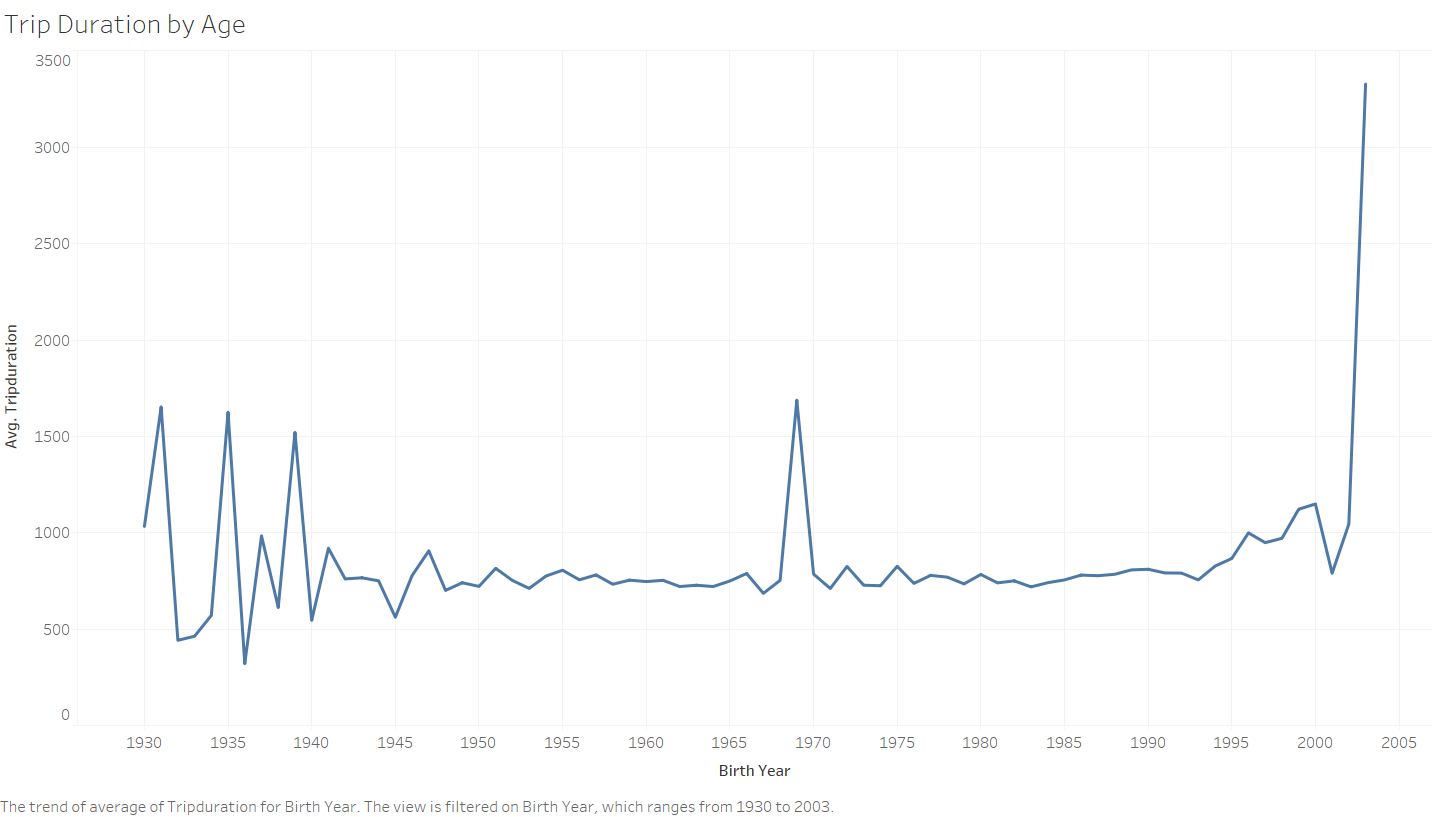 Trip Duration by Age
3500
3000
2500
2000
1500
1000
500
0
Avg. Tripduration
1930 1935 1940 1945 1950 1955 1960 1965 1970 1975 1980 1985 1990 1995 2000 2005
Birth Year
The trend of average of Tripduration for Birth Year. The view is filtered on Birth Year, which ranges from 1930 to 2003.